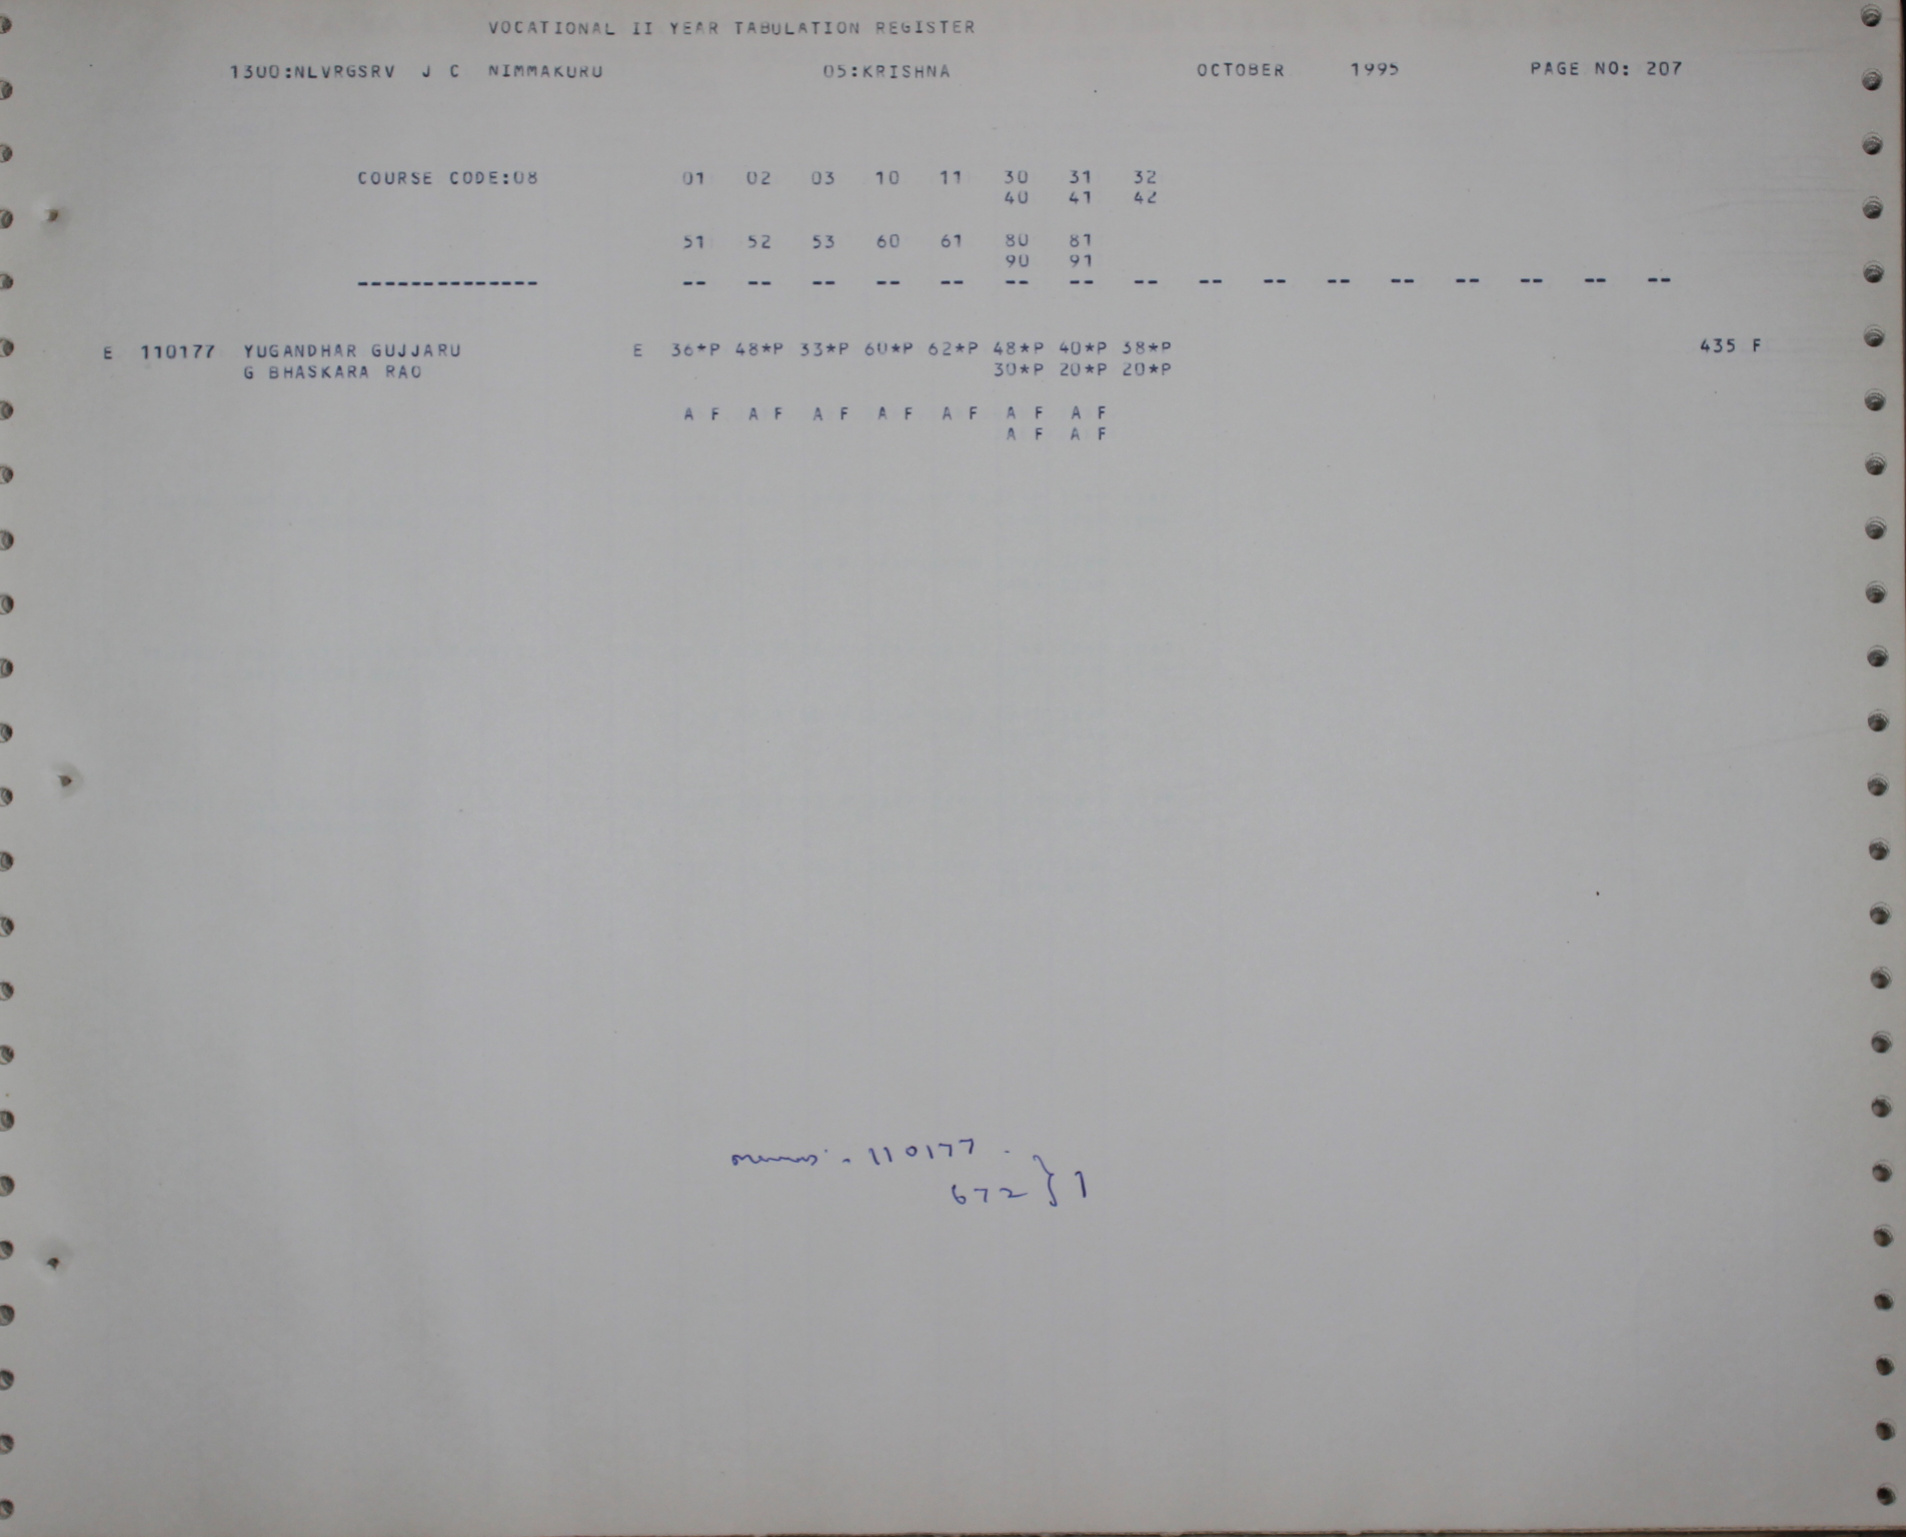 VOCATIONAL II YEAR TABULATION REGISTER
1300:NLVRGSRV J C NIMMAKURU 05:KRISHNA OCTOBER 1995 PAGE NO: 207
COURSE CODE:08 01 02 03 10 11 30 31 32
40 41 42
51 52 53 60 61 80 81
90 91
-------------- -- -- -- -- -- -- -- -- -- -- -- -- -- -- -- --
E 110177 YUGANDHAR GUJJARU E 36*P 48*P 33*P 60*P 62*P 48*P 40*P 38*P 435 F
G BHASKARA RAO 30*P 20*P 20*P
A F A F A F A F A F A F A F
A F A F
- 110177
672 } 1